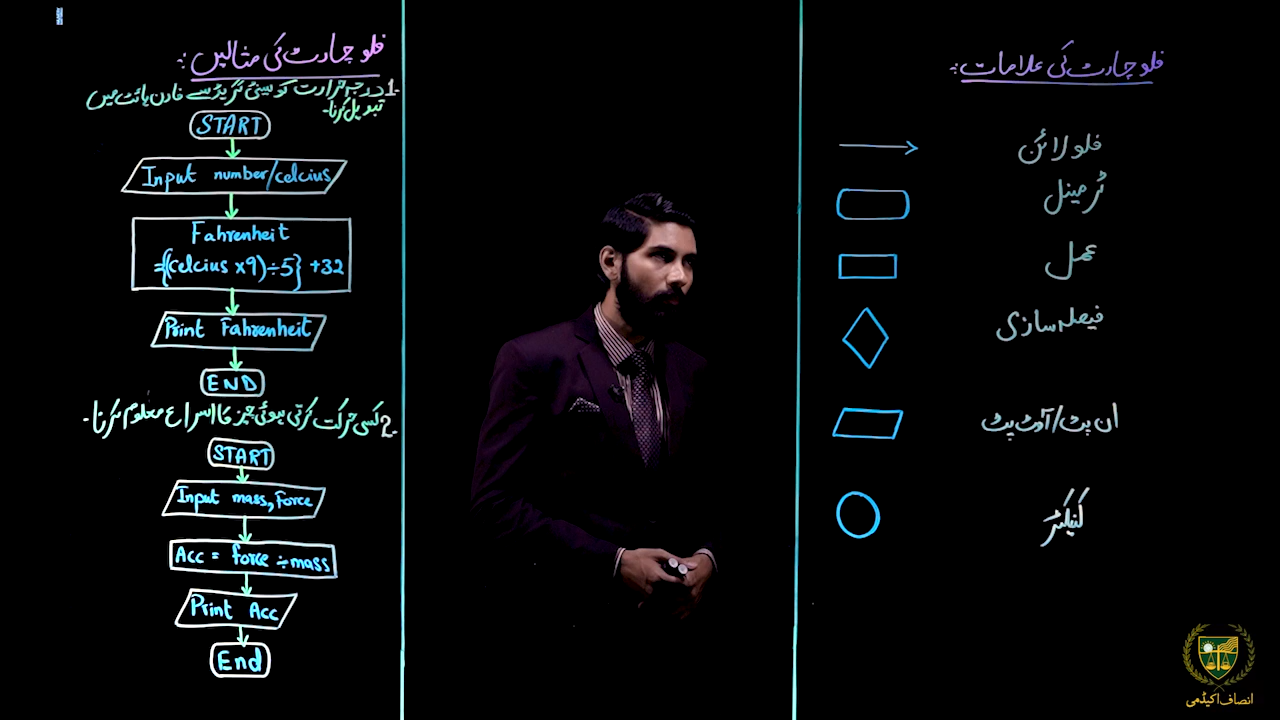 فلو چارٹ کی علامات:
فلو لائن
ٹرمینل
عمل
فیصلہ سازی
ان پٹ/آوٹ پٹ
کنیکٹر
فلو چارٹ کی مثالیں:
1- درجہ حرارت کو سینٹی گریڈ سے فارن ہائٹ میں
تبدیل کرنا-
START
Input number/celcius
Fahrenheit
={(celcius x9)÷5} +32
Print Fahrenheit
END
2- کسی حرکت کرتی ہوئی چیز کا اسراع معلوم کرنا-
START
Input mass, Force
Acc = force ÷ mass
Print Acc
End
انصاف اکیڈمی